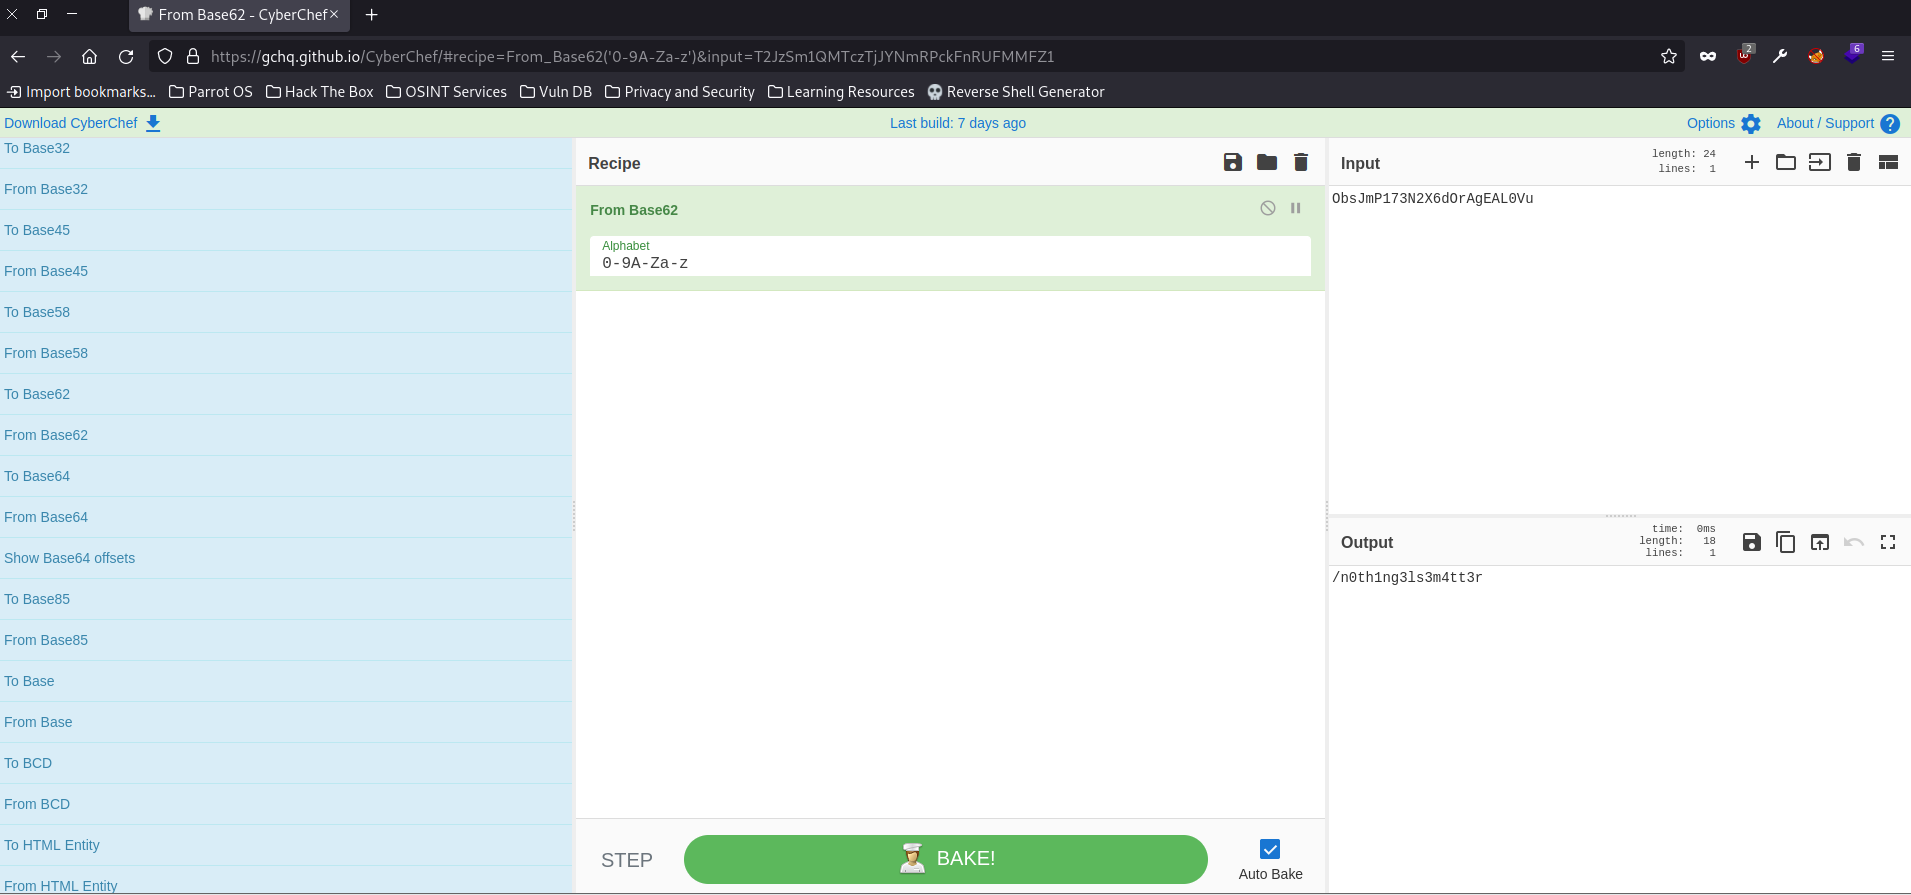 From Base62 - CyberChef
https://gchq.github.io/CyberChef/#recipe=From_Base62('0-9A-Za-z')&input=T2JzSm1QMTczTjJYNmRPckFnRUFMMFZ1
2
6
Import bookmarks...
Parrot OS
Hack The Box
OSINT Services
Vuln DB
Privacy and Security
Learning Resources
Reverse Shell Generator
Download CyberChef
Last build: 7 days ago
Options
About / Support
To Base32
From Base32
To Base45
From Base45
To Base58
From Base58
To Base62
From Base62
To Base64
From Base64
Show Base64 offsets
To Base85
From Base85
To Base
From Base
To BCD
From BCD
To HTML Entity
From HTML Entity
Recipe
From Base62
Alphabet
0-9A-Za-z
STEP
BAKE!
Auto Bake
Input
length: 24
lines: 1
ObsJmP173N2X6dOrAgEAL0Vu
Output
time: 0ms
length: 18
lines: 1
/n0th1ng3ls3m4tt3r